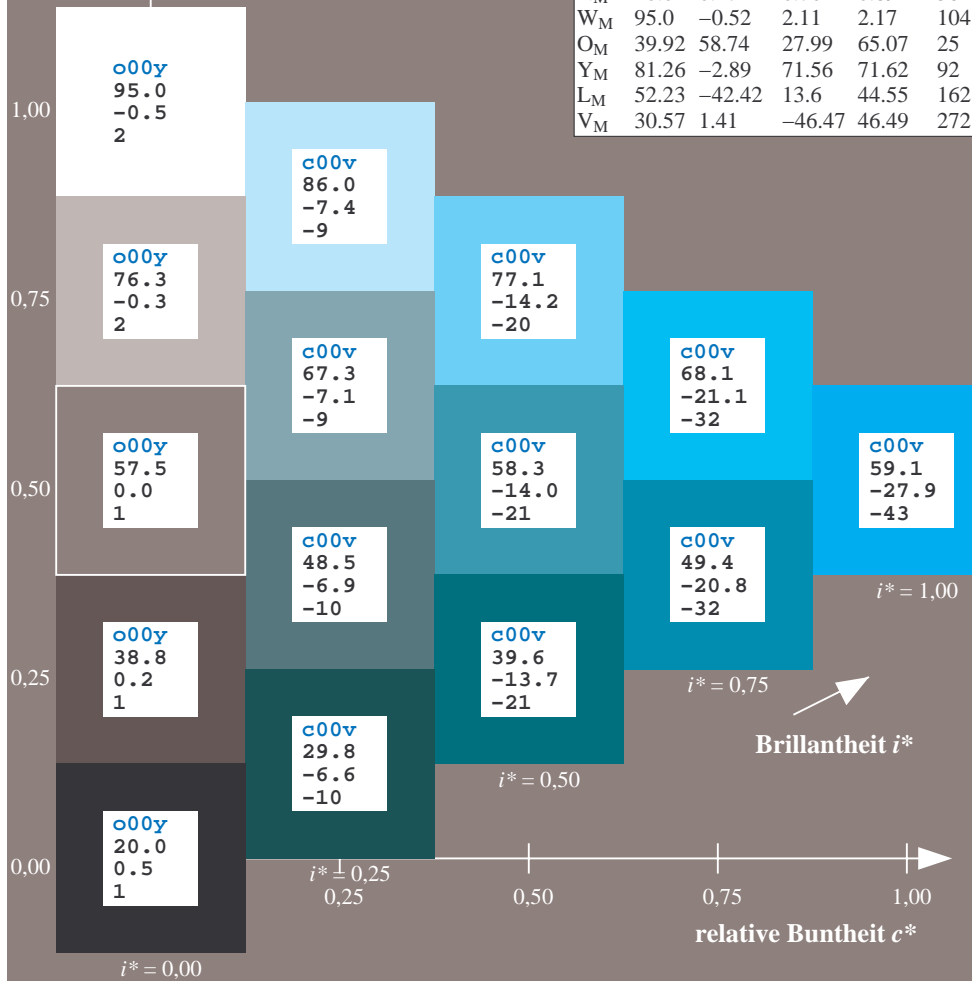 W_M 95.0 −0.52 2.11 2.17 104
O_M 39.92 58.74 27.99 65.07 25
Y_M 81.26 −2.89 71.56 71.62 92
L_M 52.23 −42.42 13.6 44.55 162
V_M 30.57 1.41 −46.47 46.49 272
o00y
95.0
-0.5
2
1,00
c00v
86.0
-7.4
-9
o00y
76.3
-0.3
2
c00v
77.1
-14.2
-20
0,75
c00v
67.3
-7.1
-9
c00v
68.1
-21.1
-32
o00y
57.5
0.0
1
c00v
58.3
-14.0
-21
c00v
59.1
-27.9
-43
0,50
c00v
48.5
-6.9
-10
c00v
49.4
-20.8
-32
i* = 1,00
o00y
38.8
0.2
1
c00v
39.6
-13.7
-21
0,25
i* = 0,75
c00v
29.8
-6.6
-10
Brillantheit i*
i* = 0,50
o00y
20.0
0.5
1
0,00
i* = 0,25
0,25 0,50 0,75 1,00
relative Buntheit c*
i* = 0,00